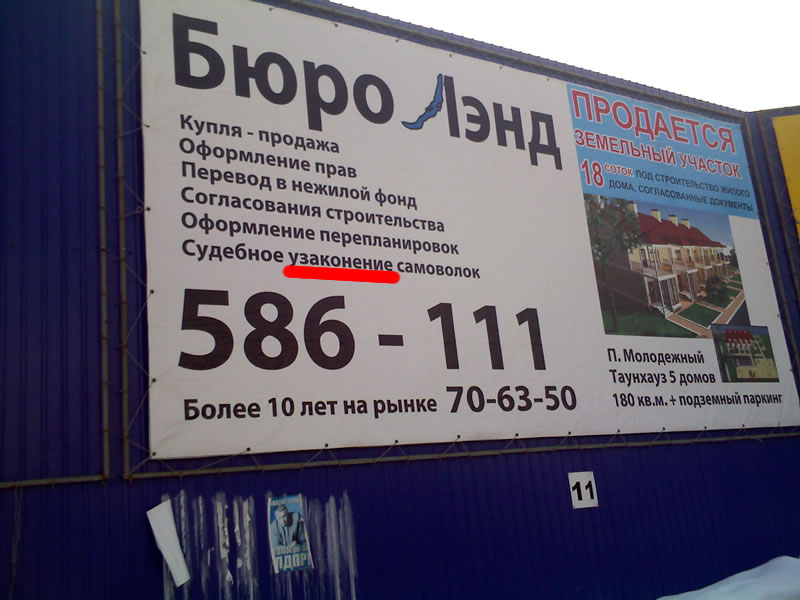 Бюро Лэнд
Купля - продажа
Оформление прав
Перевод в нежилой фонд
Согласования строительства
Оформление перепланировок
Судебное узаконение самоволок
586 - 111
Более 10 лет на рынке 70-63-50
ПРОДАЕТСЯ
ЗЕМЕЛЬНЫЙ УЧАСТОК
18 СОТОК ПОД СТРОИТЕЛЬСТВО ЖИЛОГО
ДОМА, СОГЛАСОВАННЫЕ ДОКУМЕНТЫ
П. Молодежный
Таунхауз 5 домов
180 кв.м. + подземный паркинг
11
ЛДПР